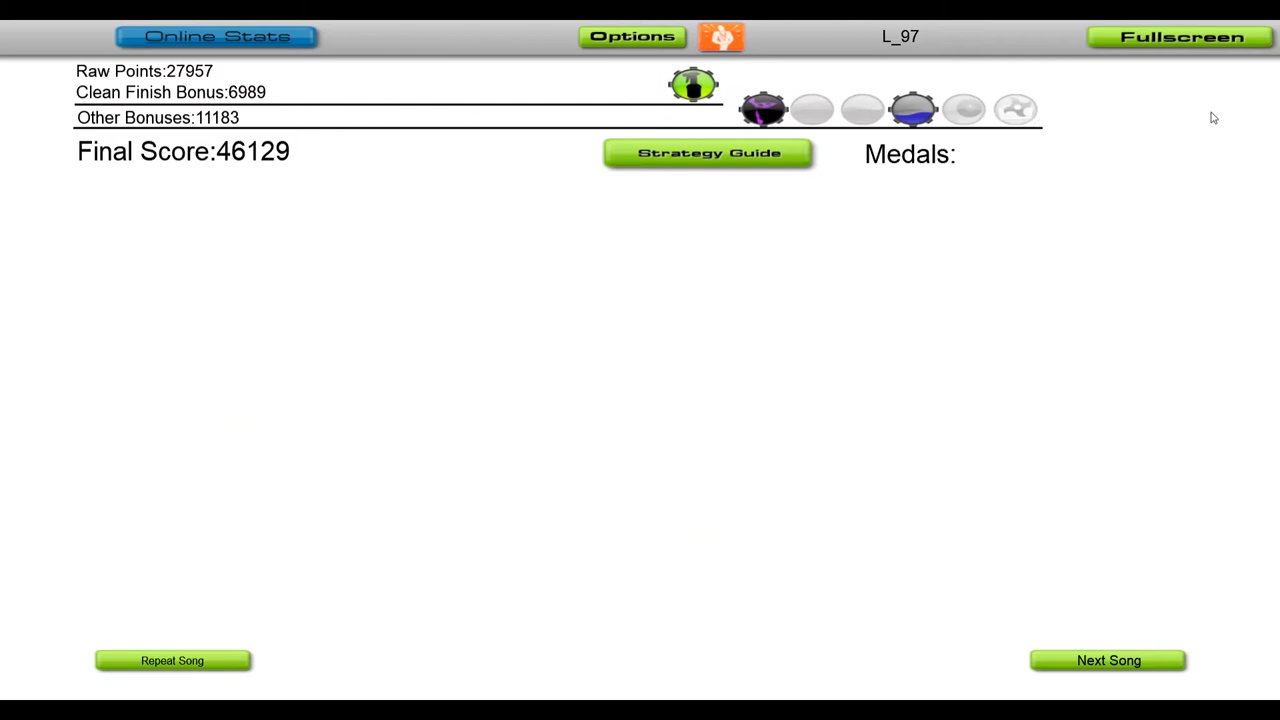 Online Stats
Options
L_97
Fullscreen
Raw Points:27957
Clean Finish Bonus:6989
Other Bonuses:11183
Final Score:46129
Strategy Guide
Medals:
Repeat Song
Next Song